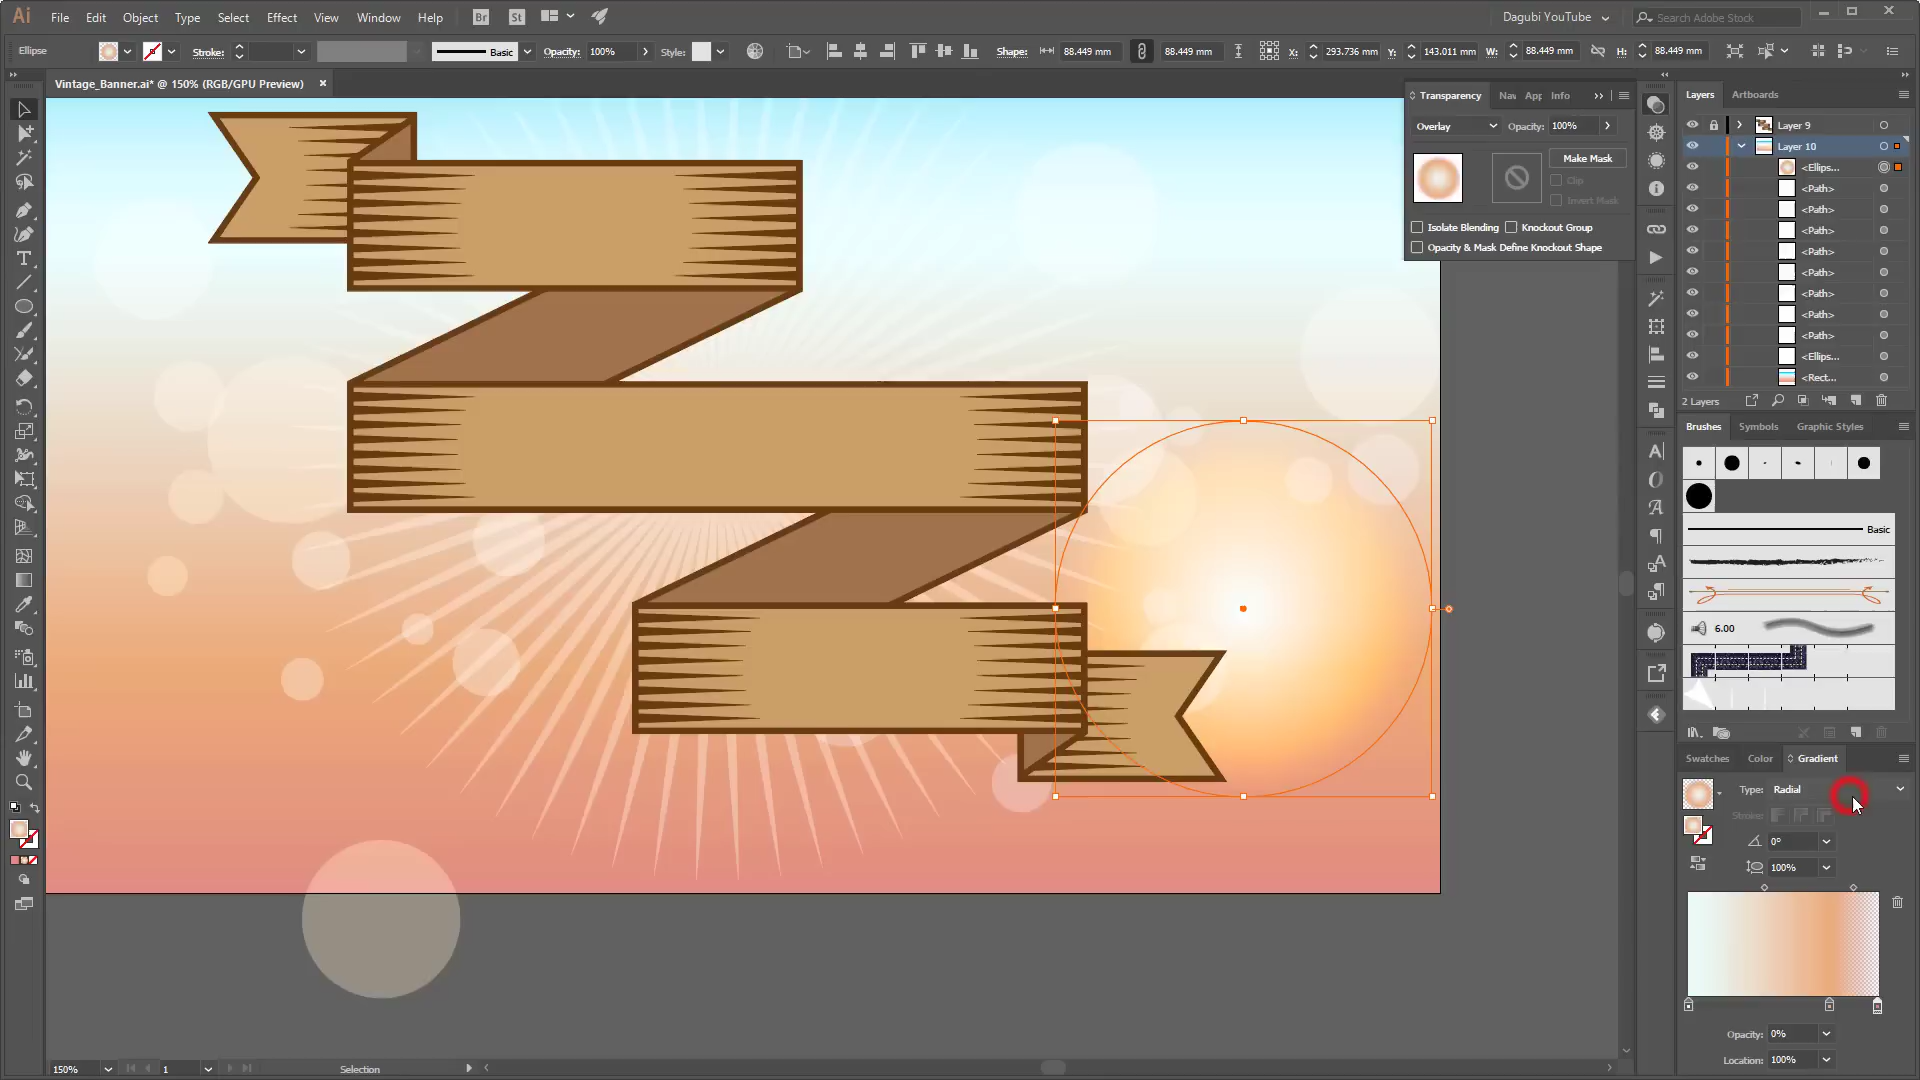 Ai File Edit Object Type Select Effect View Window Help Br St Dagubi YouTube Search Adobe Stock
Ellipse Stroke: Basic Opacity: 100% Style: Shape: 88.449 mm 88.449 mm X: 293.736 mm Y: 143.011 mm W: 88.449 mm H: 88.449 mm
Vintage_Banner.ai* @ 150% (RGB/GPU Preview) ×
Transparency Nav App Info
Overlay Opacity: 100%
Make Mask
Clip
Invert Mask
Isolate Blending Knockout Group
Opacity & Mask Define Knockout Shape
Layers Artboards
Layer 9
Layer 10
<Ellips...
<Path>
<Path>
<Path>
<Path>
<Path>
<Path>
<Path>
<Path>
<Ellips...
<Rect...
2 Layers
Brushes Symbols Graphic Styles
Basic
6.00
Swatches Color Gradient
Type: Radial
Stroke:
0°
100%
Opacity: 0%
Location: 100%
150% 1 Selection